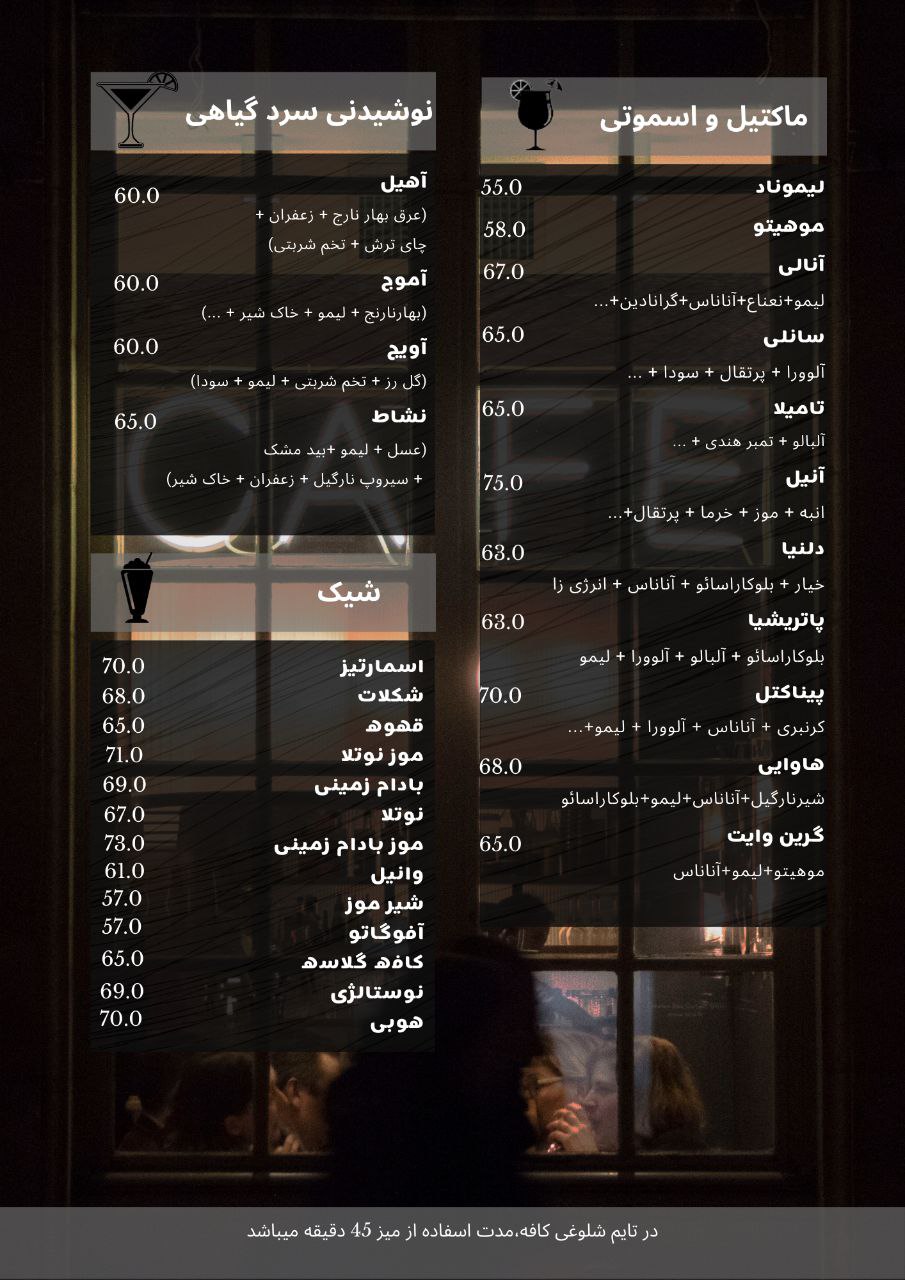 ماکتیل و اسموتی
لیموناد 55.0
موهیتو 58.0
آنالی 67.0
لیمو+نعناع+آناناس+گرانادین+...
سانلی 65.0
آلوورا + پرتقال + سودا + ...
تامیلا 65.0
آلبالو + تمبر هندی + ...
آنیل 75.0
انبه + موز + خرما + پرتقال+...
دلنیا 63.0
خیار + بلوکاراسائو + آناناس + انرژی زا
پاتریشیا 63.0
بلوکاراسائو + آلبالو + آلوورا + لیمو
پیناکتل 70.0
کرنبری + آناناس + آلوورا + لیمو+...
هاوایی 68.0
شیرنارگیل+آناناس+لیمو+بلوکاراسائو
گرین وایت 65.0
موهیتو+لیمو+آناناس
نوشیدنی سرد گیاهی
آهیل 60.0
(عرق بهار نارج + زعفران +
چای ترش + تخم شربتی)
آموج 60.0
(بهارنارنج + لیمو + خاک شیر + ...)
آویج 60.0
(گل رز + تخم شربتی + لیمو + سودا)
نشاط 65.0
(عسل + لیمو +بید مشک
+ سیروپ نارگیل + زعفران + خاک شیر)
شیک
اسمارتیز 70.0
شکلات 68.0
قهوه 65.0
موز نوتلا 71.0
بادام زمینی 69.0
نوتلا 67.0
موز بادام زمینی 73.0
وانیل 61.0
شیر موز 57.0
آفوگاتو 57.0
کافه گلاسه 65.0
نوستالژی 69.0
هوبی 70.0
CAFE
در تایم شلوغی کافه،مدت اسفاده از میز 45 دقیقه میباشد